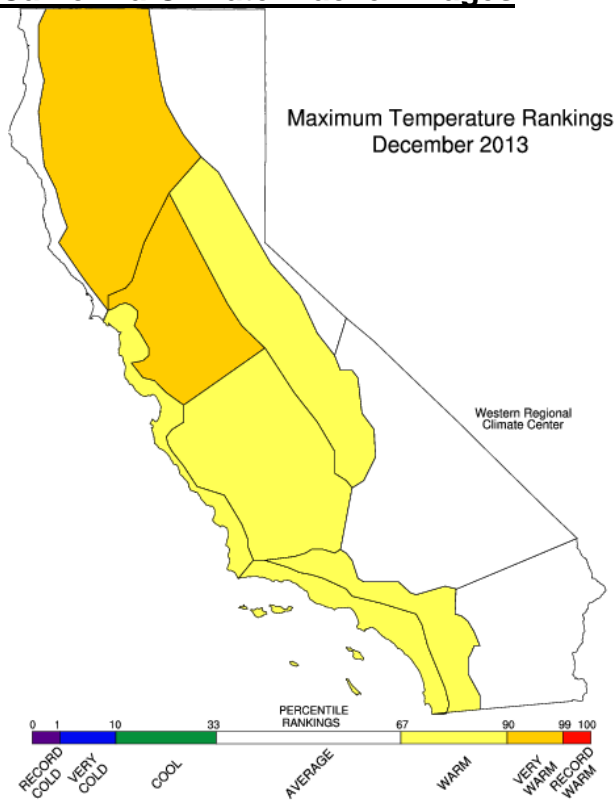 Maximum Temperature Rankings
December 2013
Western Regional
Climate Center
PERCENTILE
RANKINGS
0 1 10 33 67 90 99 100
RECORD
COLD
VERY
COLD
COOL
AVERAGE
WARM
VERY
WARM
RECORD
WARM